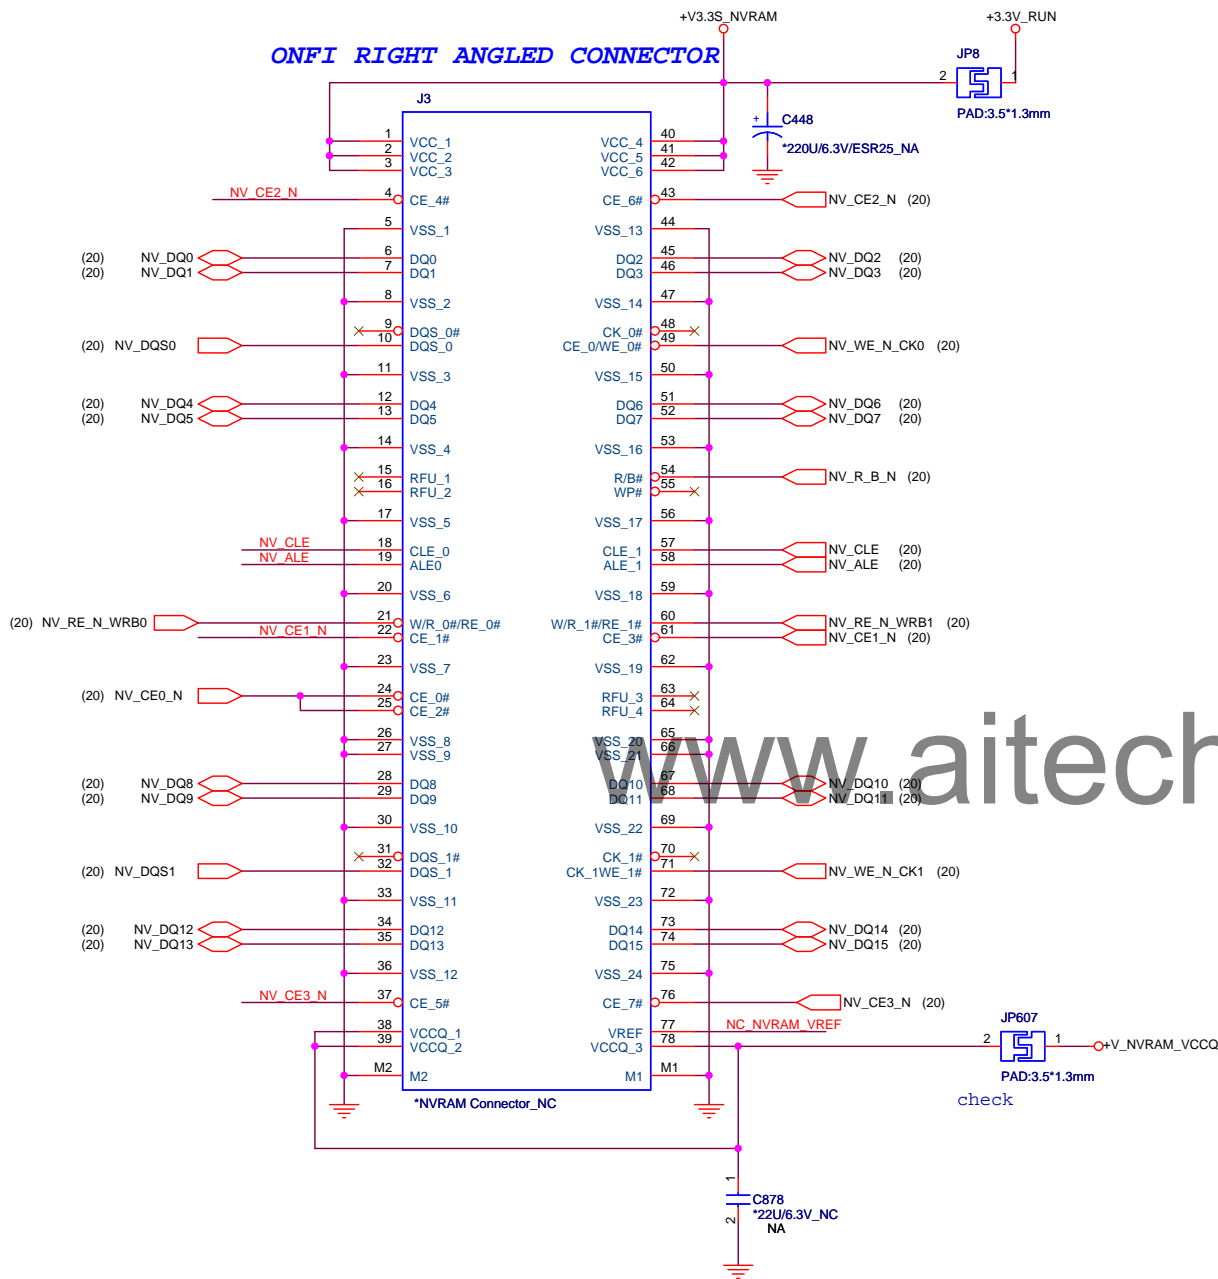 +V3.3S_NVRAM
+3.3V_RUN
ONFI RIGHT ANGLED CONNECTOR
JP8
2 1
PAD:3.5*1.3mm
J3
+ C448
*220U/6.3V/ESR25_NA
1 VCC_1 VCC_4 40
2 VCC_2 VCC_5 41
3 VCC_3 VCC_6 42
NV_CE2_N 4 CE_4# CE_6# 43 NV_CE2_N (20)
5 VSS_1 VSS_13 44
(20) NV_DQ0 6 DQ0 DQ2 45 NV_DQ2 (20)
(20) NV_DQ1 7 DQ1 DQ3 46 NV_DQ3 (20)
8 VSS_2 VSS_14 47
9 DQS_0# CK_0# 48
(20) NV_DQS0 10 DQS_0 CE_0/WE_0# 49 NV_WE_N_CK0 (20)
11 VSS_3 VSS_15 50
(20) NV_DQ4 12 DQ4 DQ6 51 NV_DQ6 (20)
(20) NV_DQ5 13 DQ5 DQ7 52 NV_DQ7 (20)
14 VSS_4 VSS_16 53
15 RFU_1 R/B# 54 NV_R_B_N (20)
16 RFU_2 WP# 55
17 VSS_5 VSS_17 56
NV_CLE 18 CLE_0 CLE_1 57 NV_CLE (20)
NV_ALE 19 ALE0 ALE_1 58 NV_ALE (20)
20 VSS_6 VSS_18 59
(20) NV_RE_N_WRB0 21 W/R_0#/RE_0# W/R_1#/RE_1# 60 NV_RE_N_WRB1 (20)
NV_CE1_N 22 CE_1# CE_3# 61 NV_CE1_N (20)
23 VSS_7 VSS_19 62
(20) NV_CE0_N 24 CE_0# RFU_3 63
25 CE_2# RFU_4 64
26 VSS_8 VSS_20 65
27 VSS_9 VSS_21 66
www.aitech
(20) NV_DQ8 28 DQ8 DQ10 67 NV_DQ10 (20)
(20) NV_DQ9 29 DQ9 DQ11 68 NV_DQ11 (20)
30 VSS_10 VSS_22 69
31 DQS_1# CK_1# 70
(20) NV_DQS1 32 DQS_1 CK_1WE_1# 71 NV_WE_N_CK1 (20)
33 VSS_11 VSS_23 72
(20) NV_DQ12 34 DQ12 DQ14 73 NV_DQ14 (20)
(20) NV_DQ13 35 DQ13 DQ15 74 NV_DQ15 (20)
36 VSS_12 VSS_24 75
NV_CE3_N 37 CE_5# CE_7# 76 NV_CE3_N (20)
38 VCCQ_1 VREF 77 NC_NVRAM_VREF
39 VCCQ_2 VCCQ_3 78
JP607
2 1 +V_NVRAM_VCCQ
PAD:3.5*1.3mm
check
M2 M2 M1 M1
*NVRAM Connector_NC
1
C878
*22U/6.3V_NC
2
NA